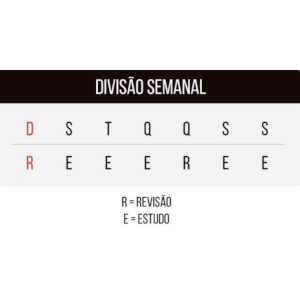 DIVISÃO SEMANAL
D S T Q Q S S
R E E E R E E
R = REVISÃO
E = ESTUDO